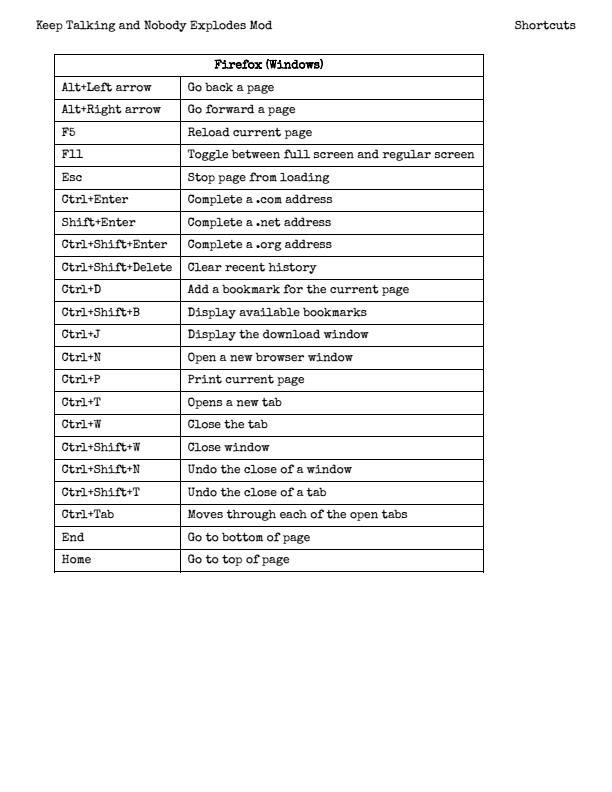 Keep Talking and Nobody Explodes Mod Shortcuts
Firefox (Windows)
Alt+Left arrow Go back a page
Alt+Right arrow Go forward a page
F5 Reload current page
F11 Toggle between full screen and regular screen
Esc Stop page from loading
Ctrl+Enter Complete a .com address
Shift+Enter Complete a .net address
Ctrl+Shift+Enter Complete a .org address
Ctrl+Shift+Delete Clear recent history
Ctrl+D Add a bookmark for the current page
Ctrl+Shift+B Display available bookmarks
Ctrl+J Display the download window
Ctrl+N Open a new browser window
Ctrl+P Print current page
Ctrl+T Opens a new tab
Ctrl+W Close the tab
Ctrl+Shift+W Close window
Ctrl+Shift+N Undo the close of a window
Ctrl+Shift+T Undo the close of a tab
Ctrl+Tab Moves through each of the open tabs
End Go to bottom of page
Home Go to top of page